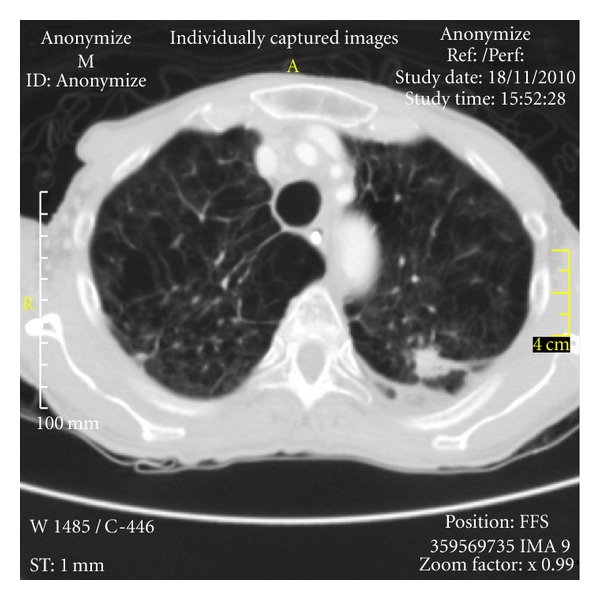 Anonymize
M
ID: Anonymize
Individually captured images
A
Anonymize
Ref: /Perf:
Study date: 18/11/2010
Study time: 15:52:28
R
100 mm
4 cm
W 1485 / C-446
ST: 1 mm
Position: FFS
359569735 IMA 9
Zoom factor: x 0.99